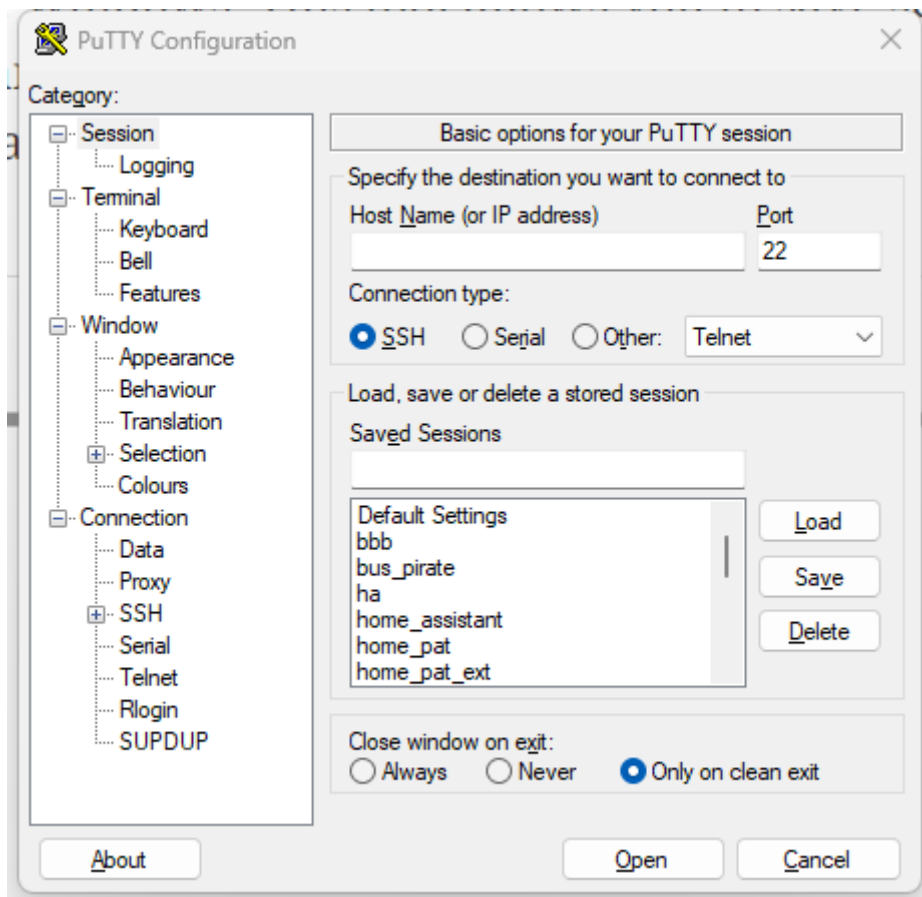 PuTTY Configuration
Category:
Session
Logging
Terminal
Keyboard
Bell
Features
Window
Appearance
Behaviour
Translation
Selection
Colours
Connection
Data
Proxy
SSH
Serial
Telnet
Rlogin
SUPDUP
Basic options for your PuTTY session
Specify the destination you want to connect to
Host Name (or IP address) Port
22
Connection type:
SSH Serial Other: Telnet
Load, save or delete a stored session
Saved Sessions
Default Settings
bbb
bus_pirate
ha
home_assistant
home_pat
home_pat_ext
Load
Save
Delete
Close window on exit:
Always Never Only on clean exit
About Open Cancel